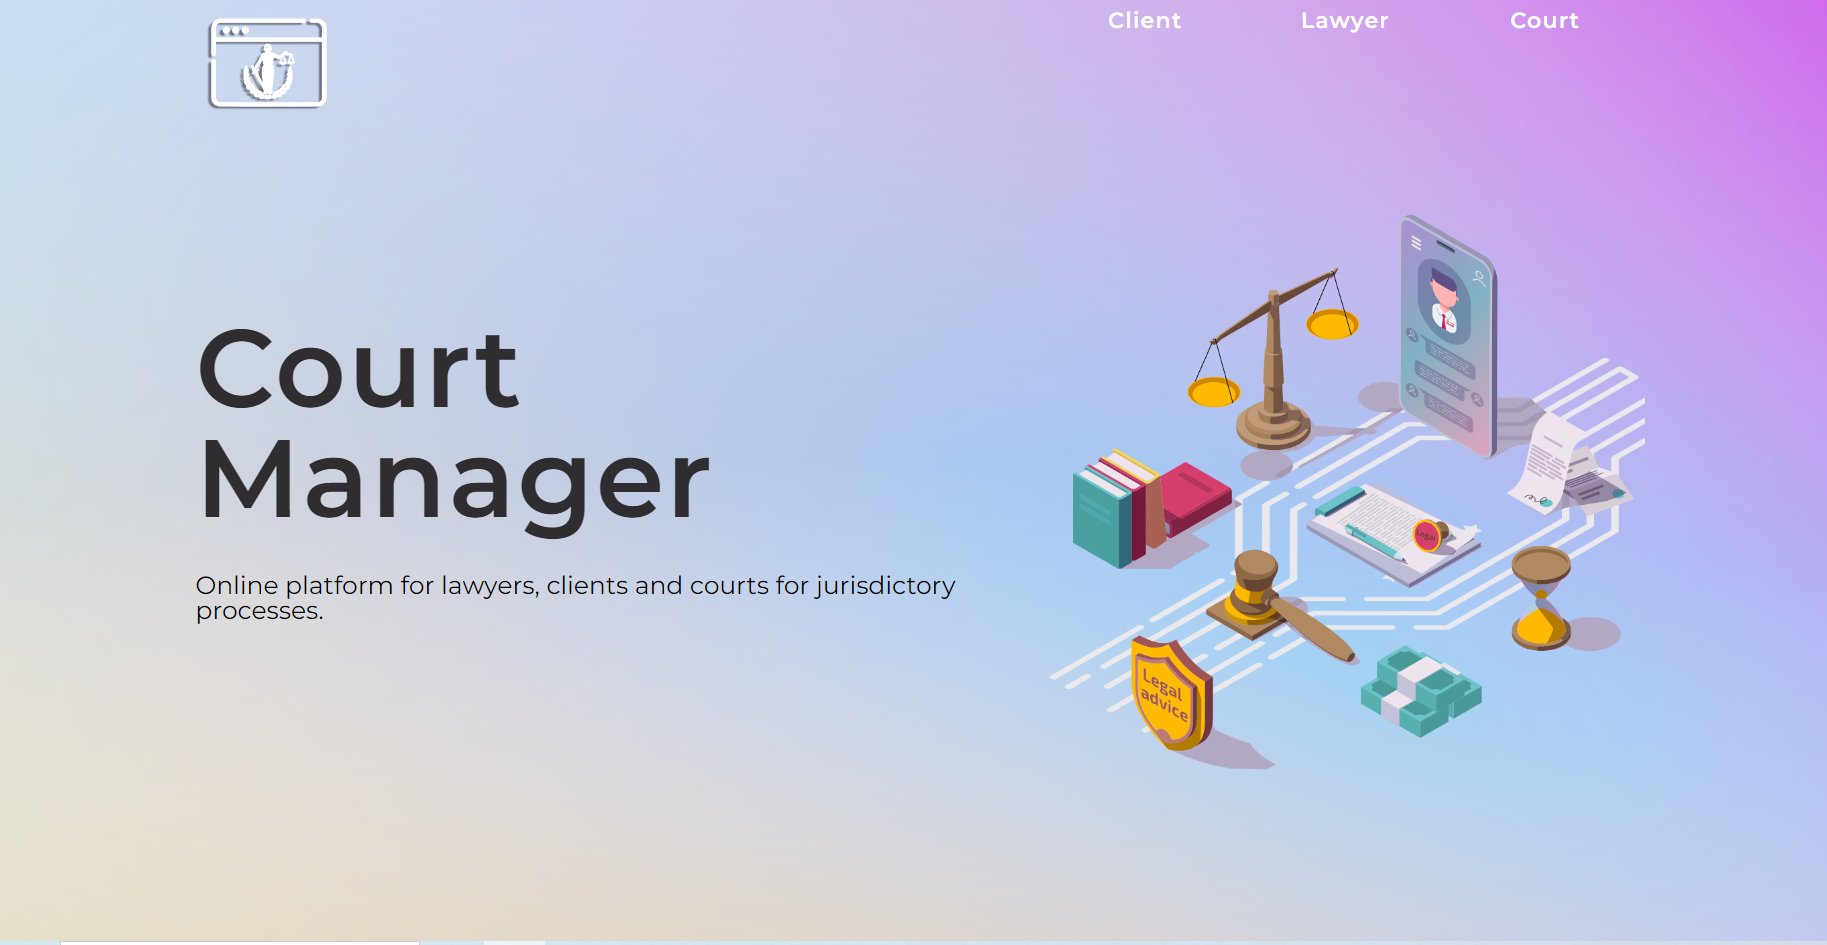 Client
Lawyer
Court
Court
Manager
Online platform for lawyers, clients and courts for jurisdictory
processes.
Legal
Legal
advice